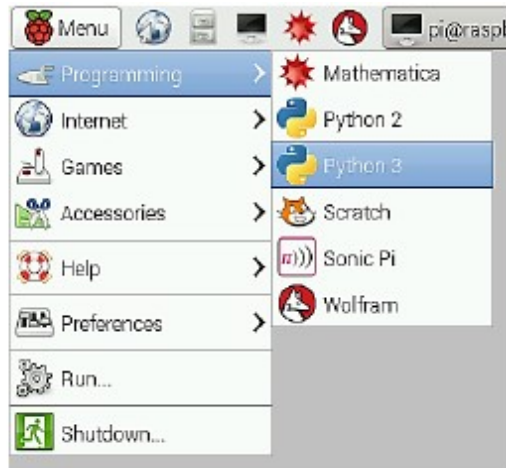 Menu
pi@raspb
Programming
Internet
Games
Accessories
Help
Preferences
Run...
Shutdown...
Mathematica
Python 2
Python 3
Scratch
π)))
Sonic Pi
Wolfram